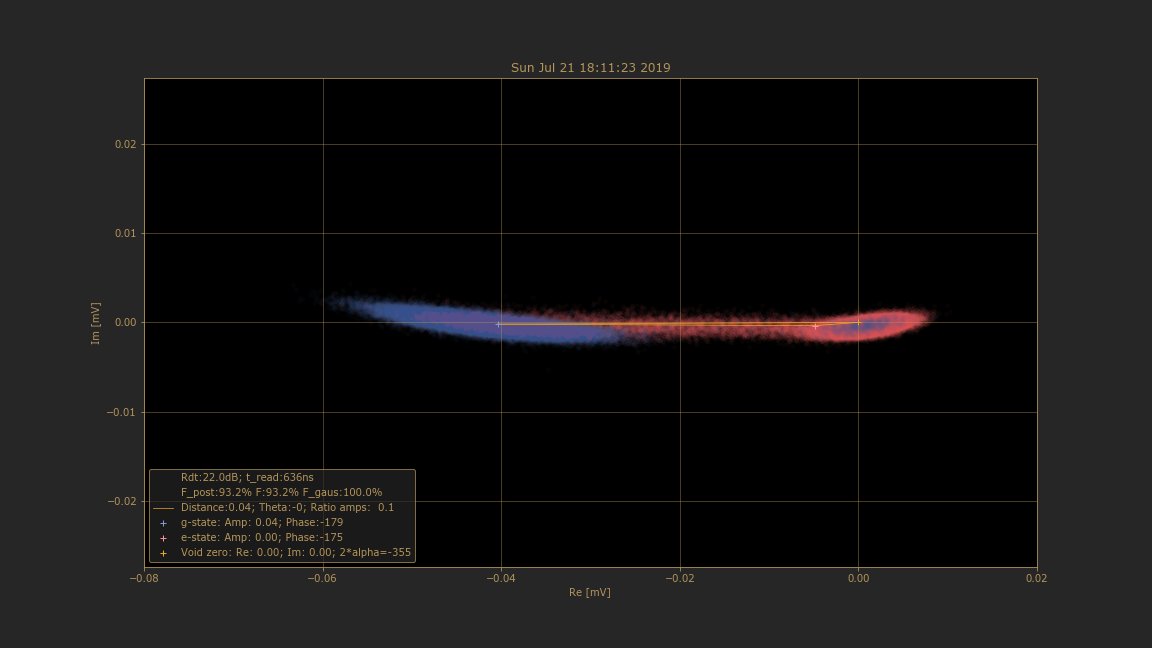 Sun Jul 21 18:11:23 2019
0.02
0.01
0.00
−0.01
−0.02
Im [mV]
Rdt:22.0dB; t_read:636ns
F_post:93.2% F:93.2% F_gaus:100.0%
Distance:0.04; Theta:-0; Ratio amps:  0.1
g-state: Amp: 0.04; Phase:-179
e-state: Amp: 0.00; Phase:-175
Void zero: Re: 0.00; Im: 0.00; 2*alpha=-355
−0.08
−0.06
−0.04
−0.02
0.00
0.02
Re [mV]